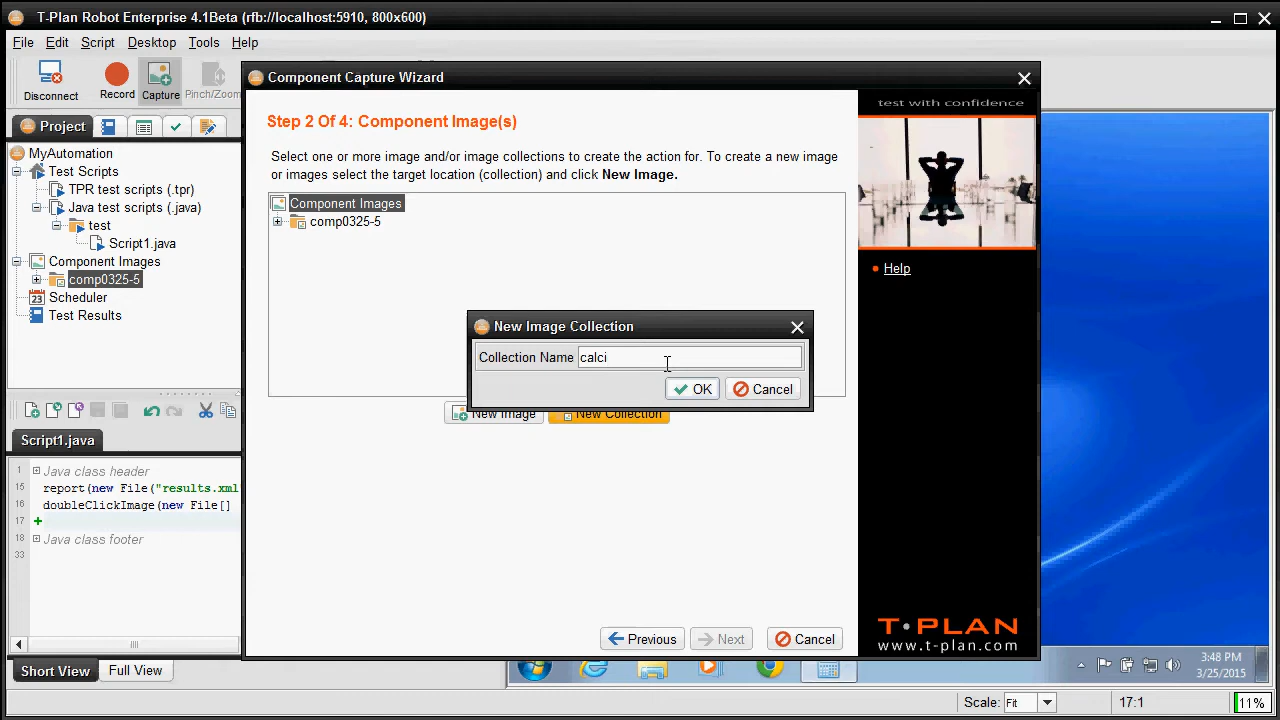 T-Plan Robot Enterprise 4.1Beta (rfb://localhost:5910, 800x600)
File Edit Script Desktop Tools Help
Disconnect Record Capture Pinch/Zoom
Project
MyAutomation
Test Scripts
TPR test scripts (.tpr)
Java test scripts (.java)
test
Script1.java
Component Images
comp0325-5
Scheduler
Test Results
Script1.java
1 Java class header
15 report(new File("results.xml"
16 doubleClickImage(new File[]
17
18 Java class footer
33
Short View Full View
Component Capture Wizard
Step 2 Of 4: Component Image(s)
Select one or more image and/or image collections to create the action for. To create a new image
or images select the target location (collection) and click New Image.
Component Images
comp0325-5
New Image Collection
Collection Name calci
OK Cancel
New Image New Collection
Previous Next Cancel
test with confidence
Help
T·PLAN
www.t-plan.com
3:48 PM
3/25/2015
Scale: Fit 17:1 11%